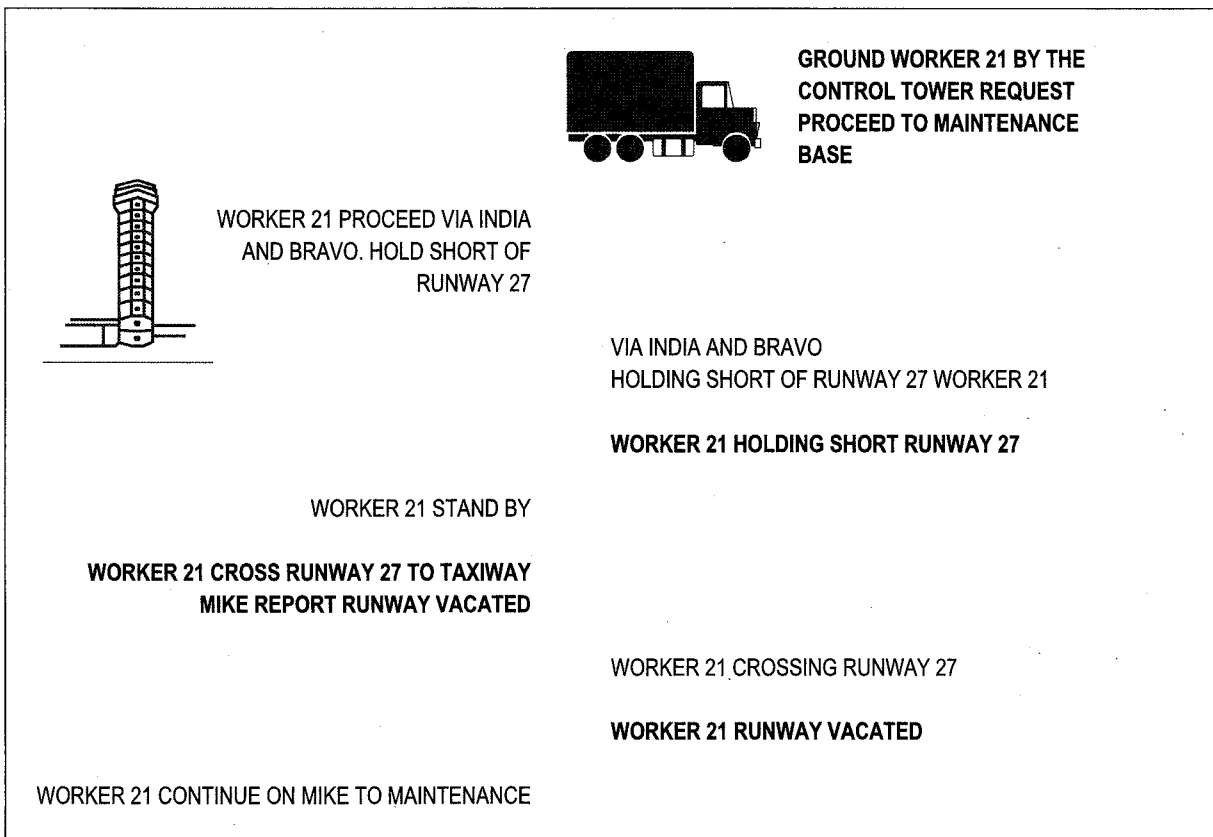 GROUND WORKER 21 BY THE
CONTROL TOWER REQUEST
PROCEED TO MAINTENANCE
BASE
WORKER 21 PROCEED VIA INDIA
AND BRAVO. HOLD SHORT OF
RUNWAY 27
VIA INDIA AND BRAVO
HOLDING SHORT OF RUNWAY 27 WORKER 21
WORKER 21 HOLDING SHORT RUNWAY 27
WORKER 21 STAND BY
WORKER 21 CROSS RUNWAY 27 TO TAXIWAY
MIKE REPORT RUNWAY VACATED
WORKER 21 CROSSING RUNWAY 27
WORKER 21 RUNWAY VACATED
WORKER 21 CONTINUE ON MIKE TO MAINTENANCE